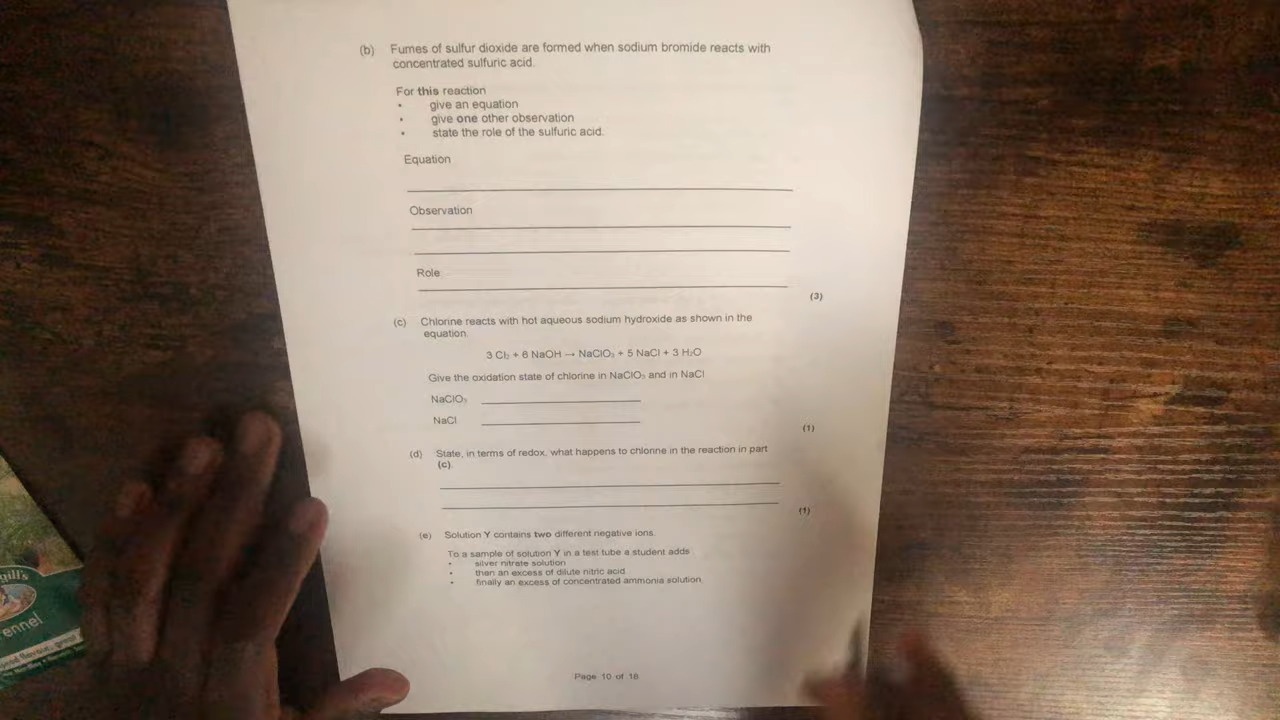 (b) Fumes of sulfur dioxide are formed when sodium bromide reacts with
concentrated sulfuric acid.
For this reaction
• give an equation
• give one other observation
• state the role of the sulfuric acid.
Equation
Observation
Role
(3)
(c) Chlorine reacts with hot aqueous sodium hydroxide as shown in the
equation.
3 Cl₂ + 6 NaOH → NaClO₃ + 5 NaCl + 3 H₂O
Give the oxidation state of chlorine in NaClO₃ and in NaCl
NaClO₃
NaCl
(1)
(d) State, in terms of redox, what happens to chlorine in the reaction in part
(c).
(1)
(e) Solution Y contains two different negative ions.
To a sample of solution Y in a test tube a student adds
• silver nitrate solution
• then an excess of dilute nitric acid
• finally an excess of concentrated ammonia solution.
Page 10 of 18